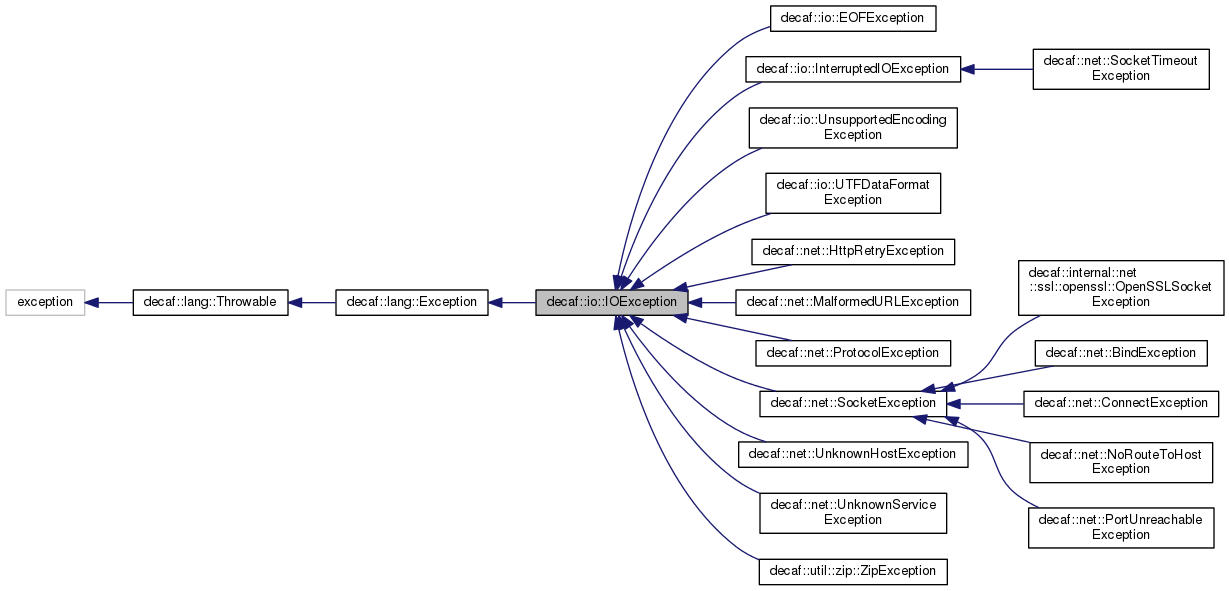 exception
decaf::lang::Throwable
decaf::lang::Exception
decaf::io::IOException
decaf::io::EOFException
decaf::io::InterruptedIOException
decaf::io::UnsupportedEncoding
Exception
decaf::io::UTFDataFormat
Exception
decaf::net::HttpRetryException
decaf::net::MalformedURLException
decaf::net::ProtocolException
decaf::net::SocketException
decaf::net::UnknownHostException
decaf::net::UnknownService
Exception
decaf::util::zip::ZipException
decaf::net::SocketTimeout
Exception
decaf::internal::net
::ssl::openssl::OpenSSLSocket
Exception
decaf::net::BindException
decaf::net::ConnectException
decaf::net::NoRouteToHost
Exception
decaf::net::PortUnreachable
Exception